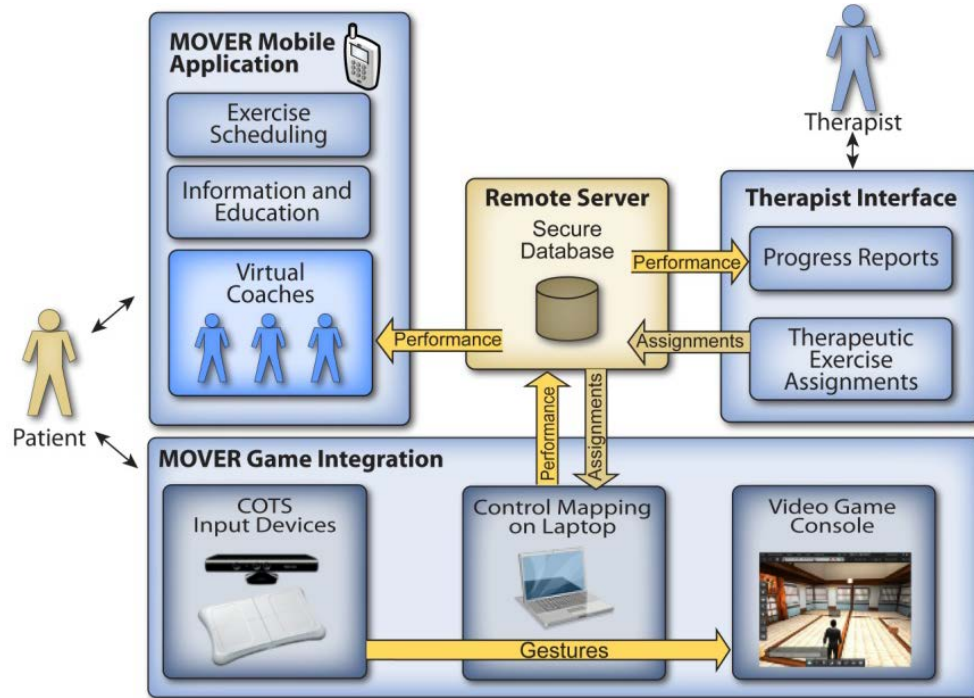 MOVER Mobile
Application
Exercise
Scheduling
Information and
Education
Virtual
Coaches
Patient
Remote Server
Secure
Database
Performance
Performance
Assignments
Performance
Assignments
Therapist
Therapist Interface
Progress Reports
Therapeutic
Exercise
Assignments
MOVER Game Integration
COTS
Input Devices
Control Mapping
on Laptop
Video Game
Console
Gestures